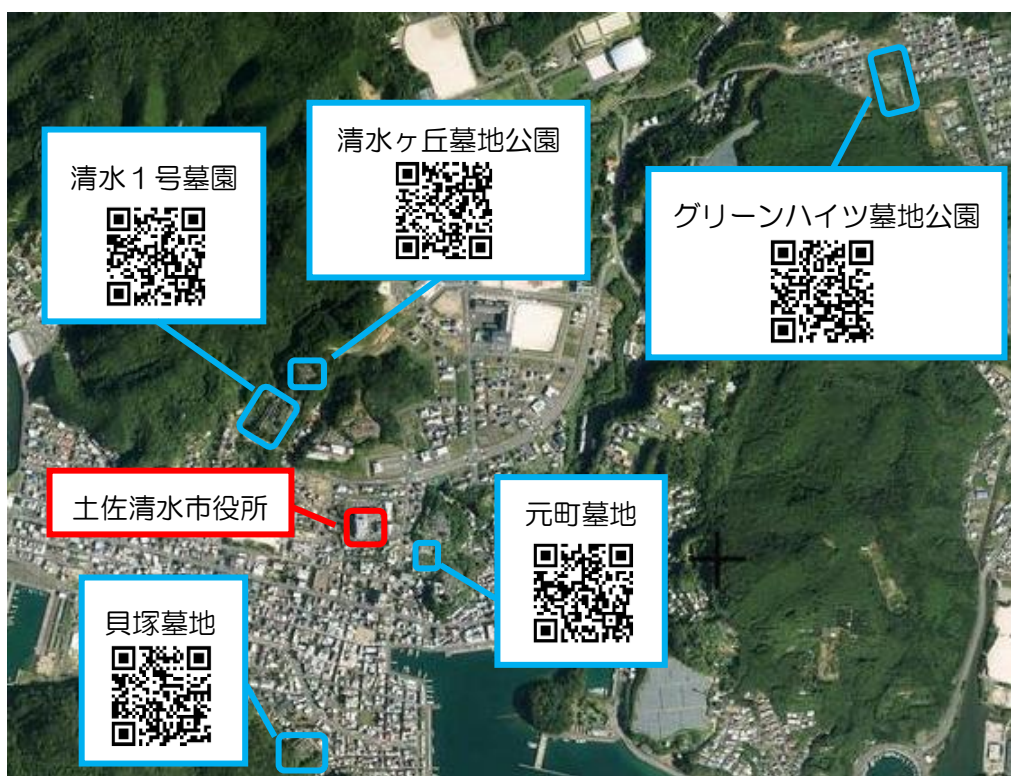 清水ヶ丘墓地公園
清水1号墓園
グリーンハイツ墓地公園
土佐清水市役所
元町墓地
貝塚墓地